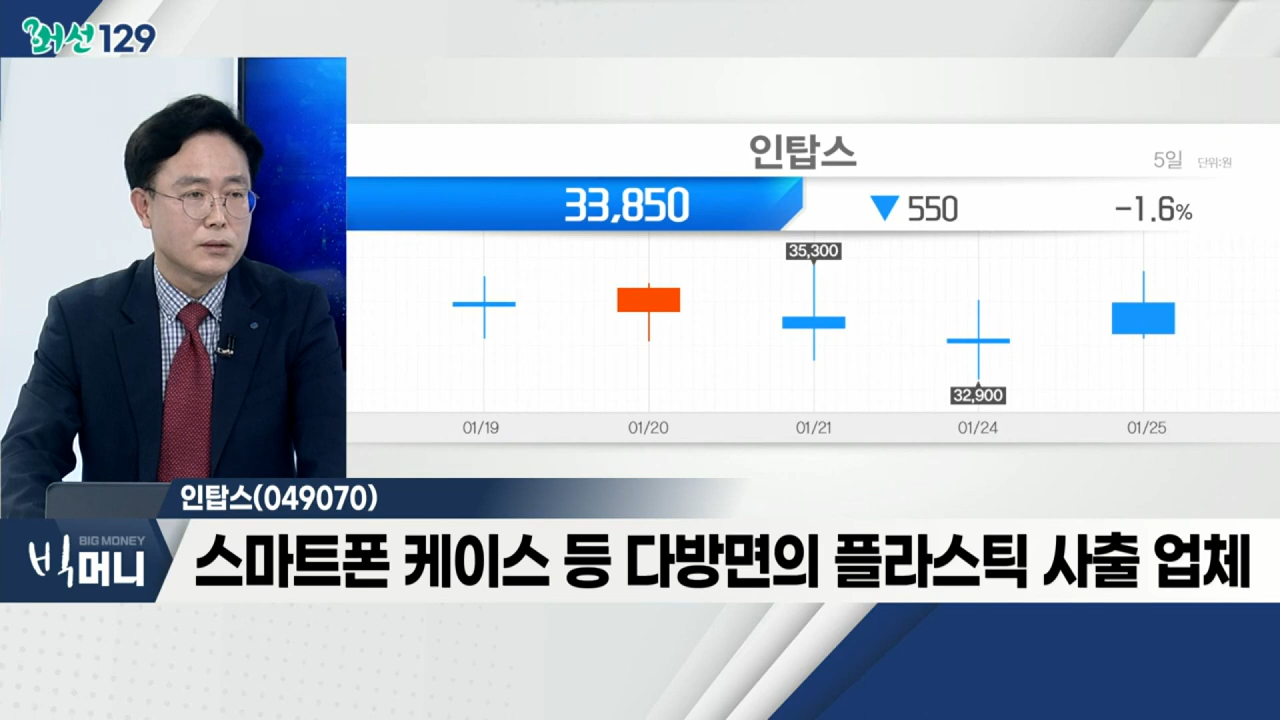 머선129
인탑스
5일 단위:원
33,850 ▼ 550 -1.6%
35,300
32,900
01/19 01/20 01/21 01/24 01/25
인탑스(049070)
BIG MONEY
빅머니
스마트폰 케이스 등 다방면의 플라스틱 사출 업체